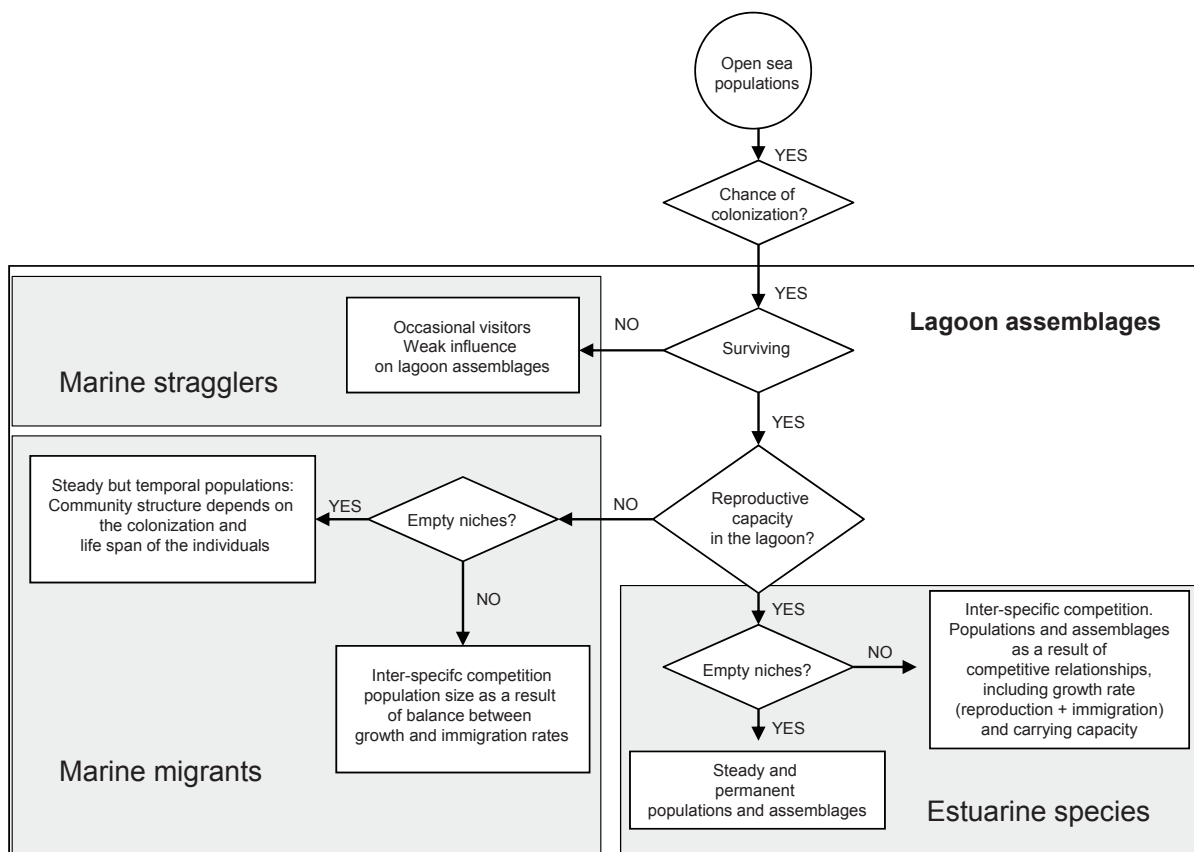 Open sea
populations
YES
Chance of
colonization?
YES
Lagoon assemblages
Surviving
NO
Occasional visitors
Weak influence
on lagoon assemblages
Marine stragglers
YES
Reproductive
capacity
in the lagoon?
NO
Empty niches?
YES
Steady but temporal populations:
Community structure depends on
the colonization and
life span of the individuals
NO
Inter-specifc competition
population size as a result
of balance between
growth and immigration rates
Marine migrants
YES
Empty niches?
NO
Inter-specific competition.
Populations and assemblages
as a result of
competitive relationships,
including growth rate
(reproduction + immigration)
and carrying capacity
YES
Steady and
permanent
populations and assemblages
Estuarine species